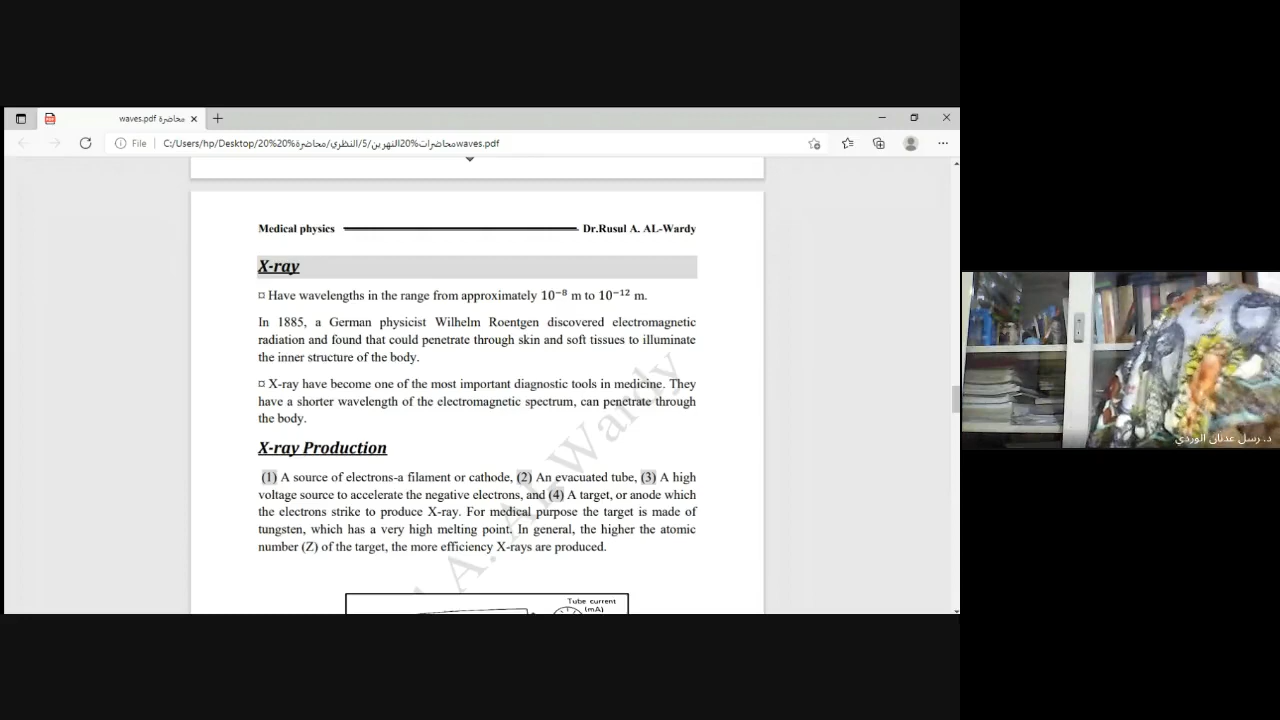 محاضرة waves.pdf
File
C:/Users/hp/Desktop/20%20%محاضرات%20النهرين/5/النظري/محاضرةwaves.pdf
Medical physics Dr.Rusul A. AL-Wardy
X-ray
▫ Have wavelengths in the range from approximately 10⁻⁸ m to 10⁻¹² m.
In 1885, a German physicist Wilhelm Roentgen discovered electromagnetic
radiation and found that could penetrate through skin and soft tissues to illuminate
the inner structure of the body.
▫ X-ray have become one of the most important diagnostic tools in medicine. They
have a shorter wavelength of the electromagnetic spectrum, can penetrate through
the body.
X-ray Production
(1) A source of electrons-a filament or cathode, (2) An evacuated tube, (3) A high
voltage source to accelerate the negative electrons, and (4) A target, or anode which
the electrons strike to produce X-ray. For medical purpose the target is made of
tungsten, which has a very high melting point. In general, the higher the atomic
number (Z) of the target, the more efficiency X-rays are produced.
A. AL-Wardy
Tube current
(mA)
د. رسل عدنان الوردي